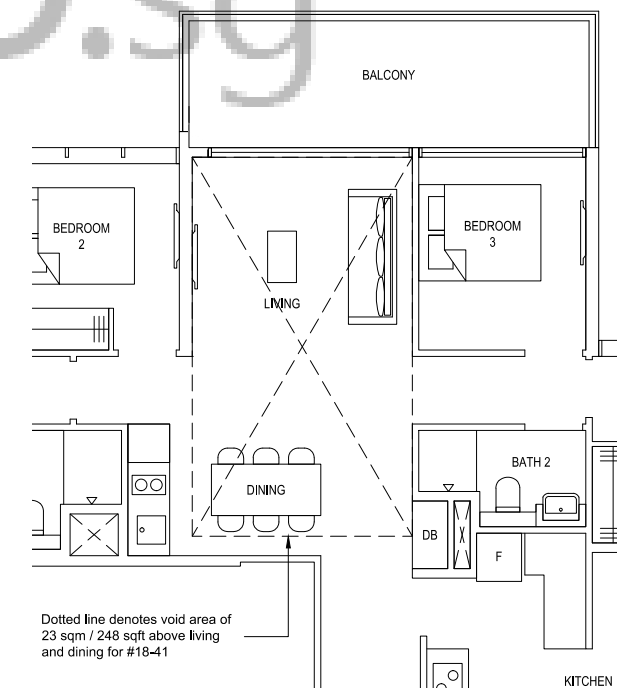 .sg
BALCONY
BEDROOM
2
BEDROOM
3
LIVING
DINING
BATH 2
DB
F
Dotted line denotes void area of
23 sqm / 248 sqft above living
and dining for #18-41
KITCHEN